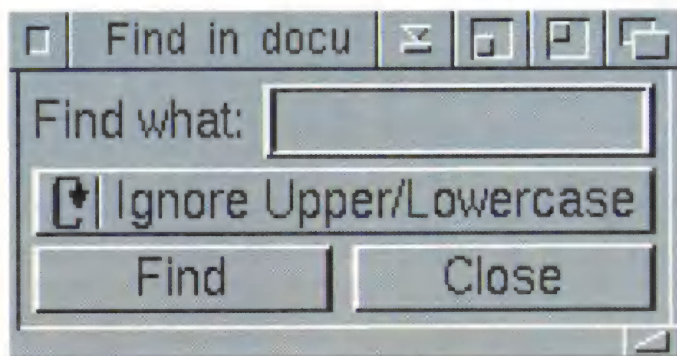 Find in docu
Find what:
Ignore Upper/Lowercase
Find Close